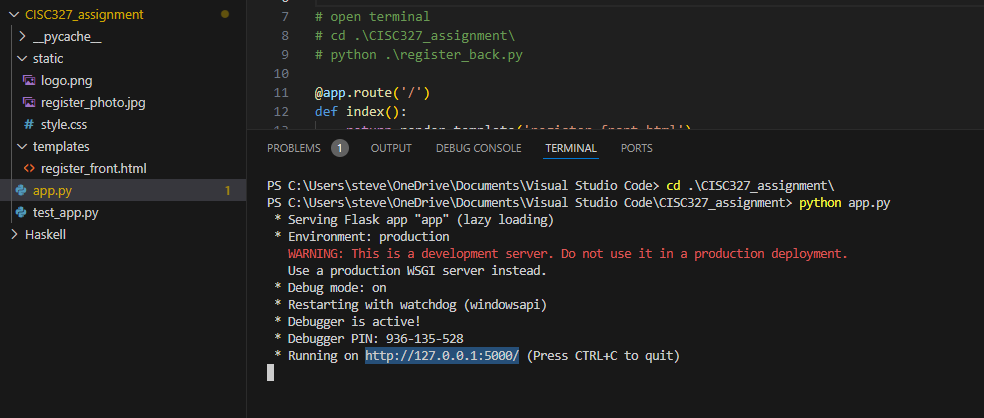 CISC327_assignment
__pycache__
static
logo.png
register_photo.jpg
# style.css
templates
<> register_front.html
app.py 1
test_app.py
Haskell
7 # open terminal
8 # cd .\CISC327_assignment\
9 # python .\register_back.py
10
11 @app.route('/')
12 def index():
PROBLEMS 1 OUTPUT DEBUG CONSOLE TERMINAL PORTS
PS C:\Users\steve\OneDrive\Documents\Visual Studio Code> cd .\CISC327_assignment\
PS C:\Users\steve\OneDrive\Documents\Visual Studio Code\CISC327_assignment> python app.py
* Serving Flask app "app" (lazy loading)
* Environment: production
WARNING: This is a development server. Do not use it in a production deployment.
Use a production WSGI server instead.
* Debug mode: on
* Restarting with watchdog (windowsapi)
* Debugger is active!
* Debugger PIN: 936-135-528
* Running on http://127.0.0.1:5000/ (Press CTRL+C to quit)